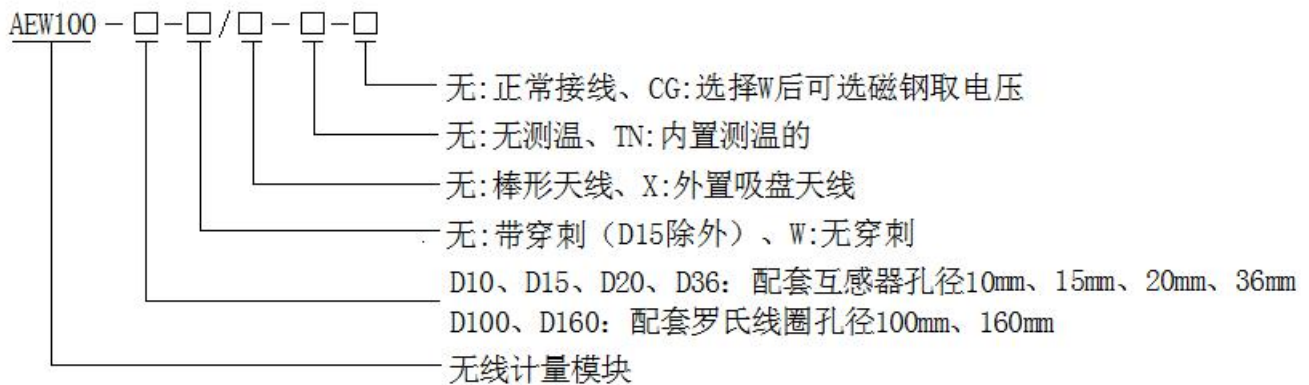 AEW100-□-□/□-□-□
无:正常接线、CG:选择W后可选磁钢取电压
无:无测温、TN:内置测温的
无:棒形天线、X:外置吸盘天线
无:带穿刺（D15除外）、W:无穿刺
D10、D15、D20、D36: 配套互感器孔径10mm、15mm、20mm、36mm
D100、D160: 配套罗氏线圈孔径100mm、160mm
无线计量模块